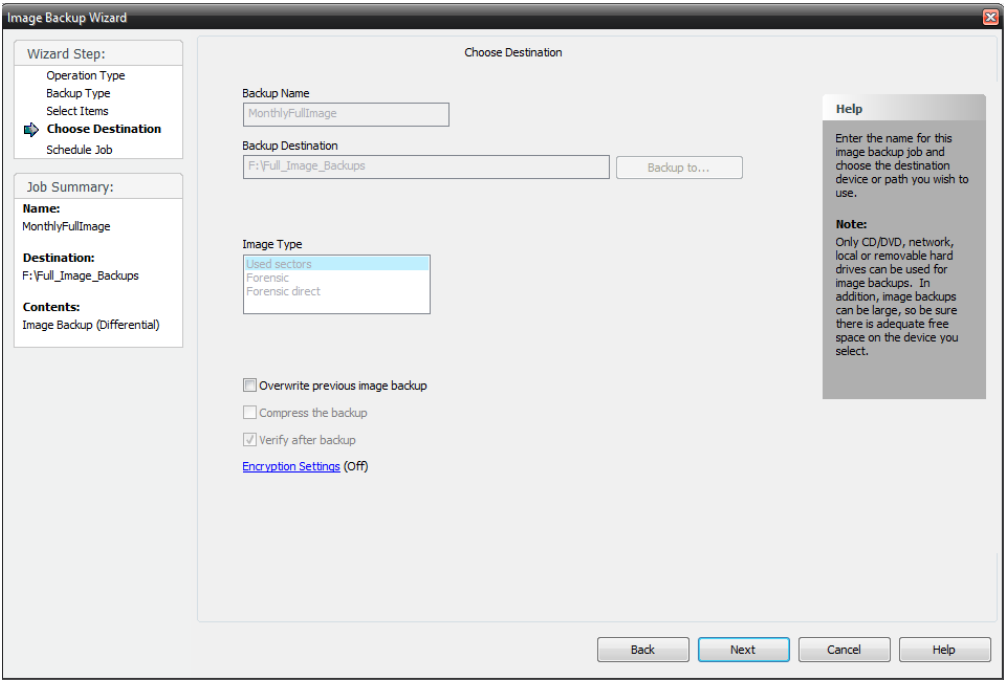 Image Backup Wizard
Wizard Step:
Operation Type
Backup Type
Select Items
Choose Destination
Schedule Job
Job Summary:
Name:
MonthlyFullImage
Destination:
F:\Full_Image_Backups
Contents:
Image Backup (Differential)
Choose Destination
Backup Name
MonthlyFullImage
Backup Destination
F:\Full_Image_Backups
Backup to...
Image Type
Used sectors
Forensic
Forensic direct
Overwrite previous image backup
Compress the backup
Verify after backup
Encryption Settings (Off)
Help
Enter the name for this
image backup job and
choose the destination
device or path you wish to
use.
Note:
Only CD/DVD, network,
local or removable hard
drives can be used for
image backups. In
addition, image backups
can be large, so be sure
there is adequate free
space on the device you
select.
Back
Next
Cancel
Help